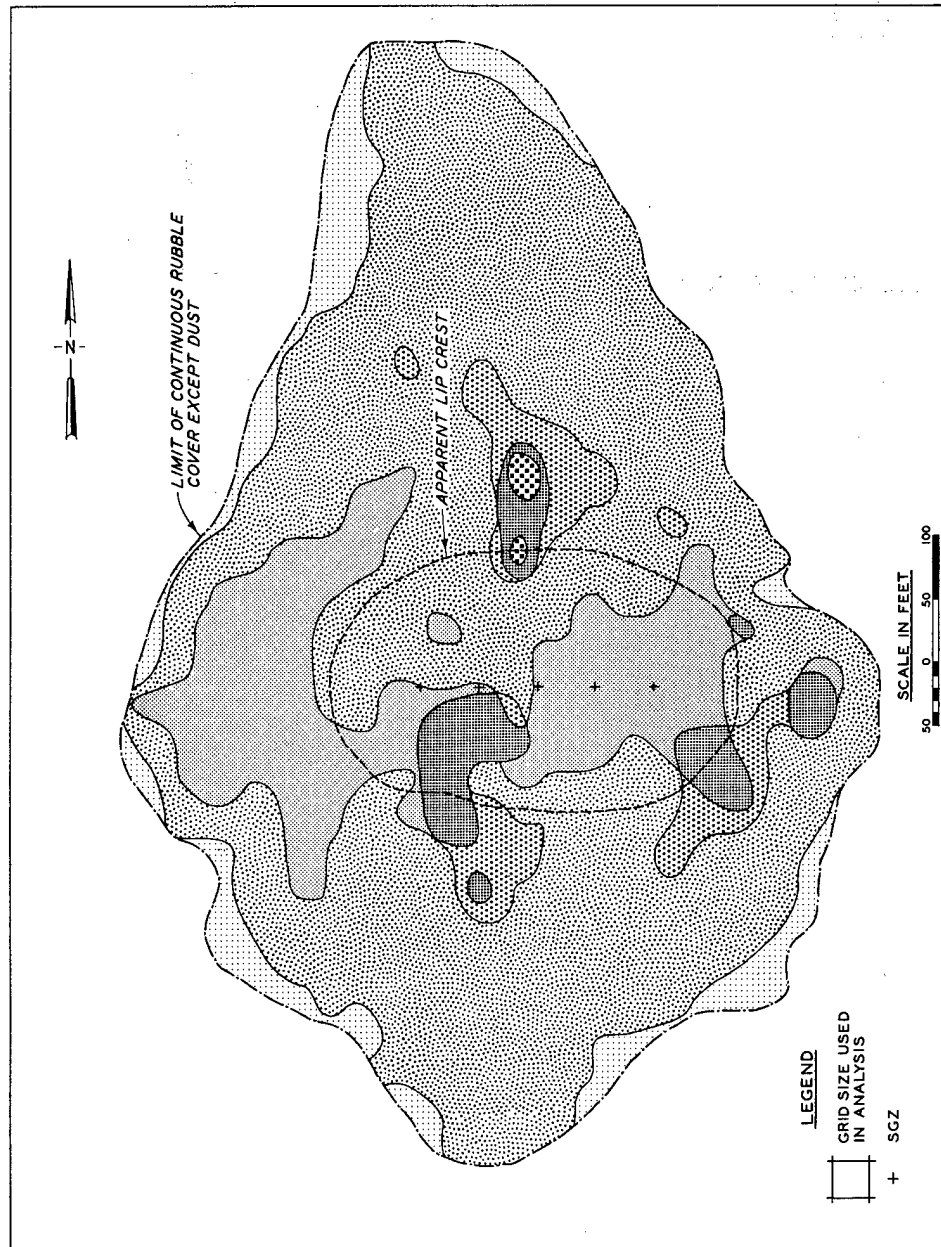 -N-
LIMIT OF CONTINUOUS RUBBLE
COVER EXCEPT DUST
APPARENT LIP CREST
SCALE IN FEET
50 0 50 100
LEGEND
GRID SIZE USED
IN ANALYSIS
+ SGZ